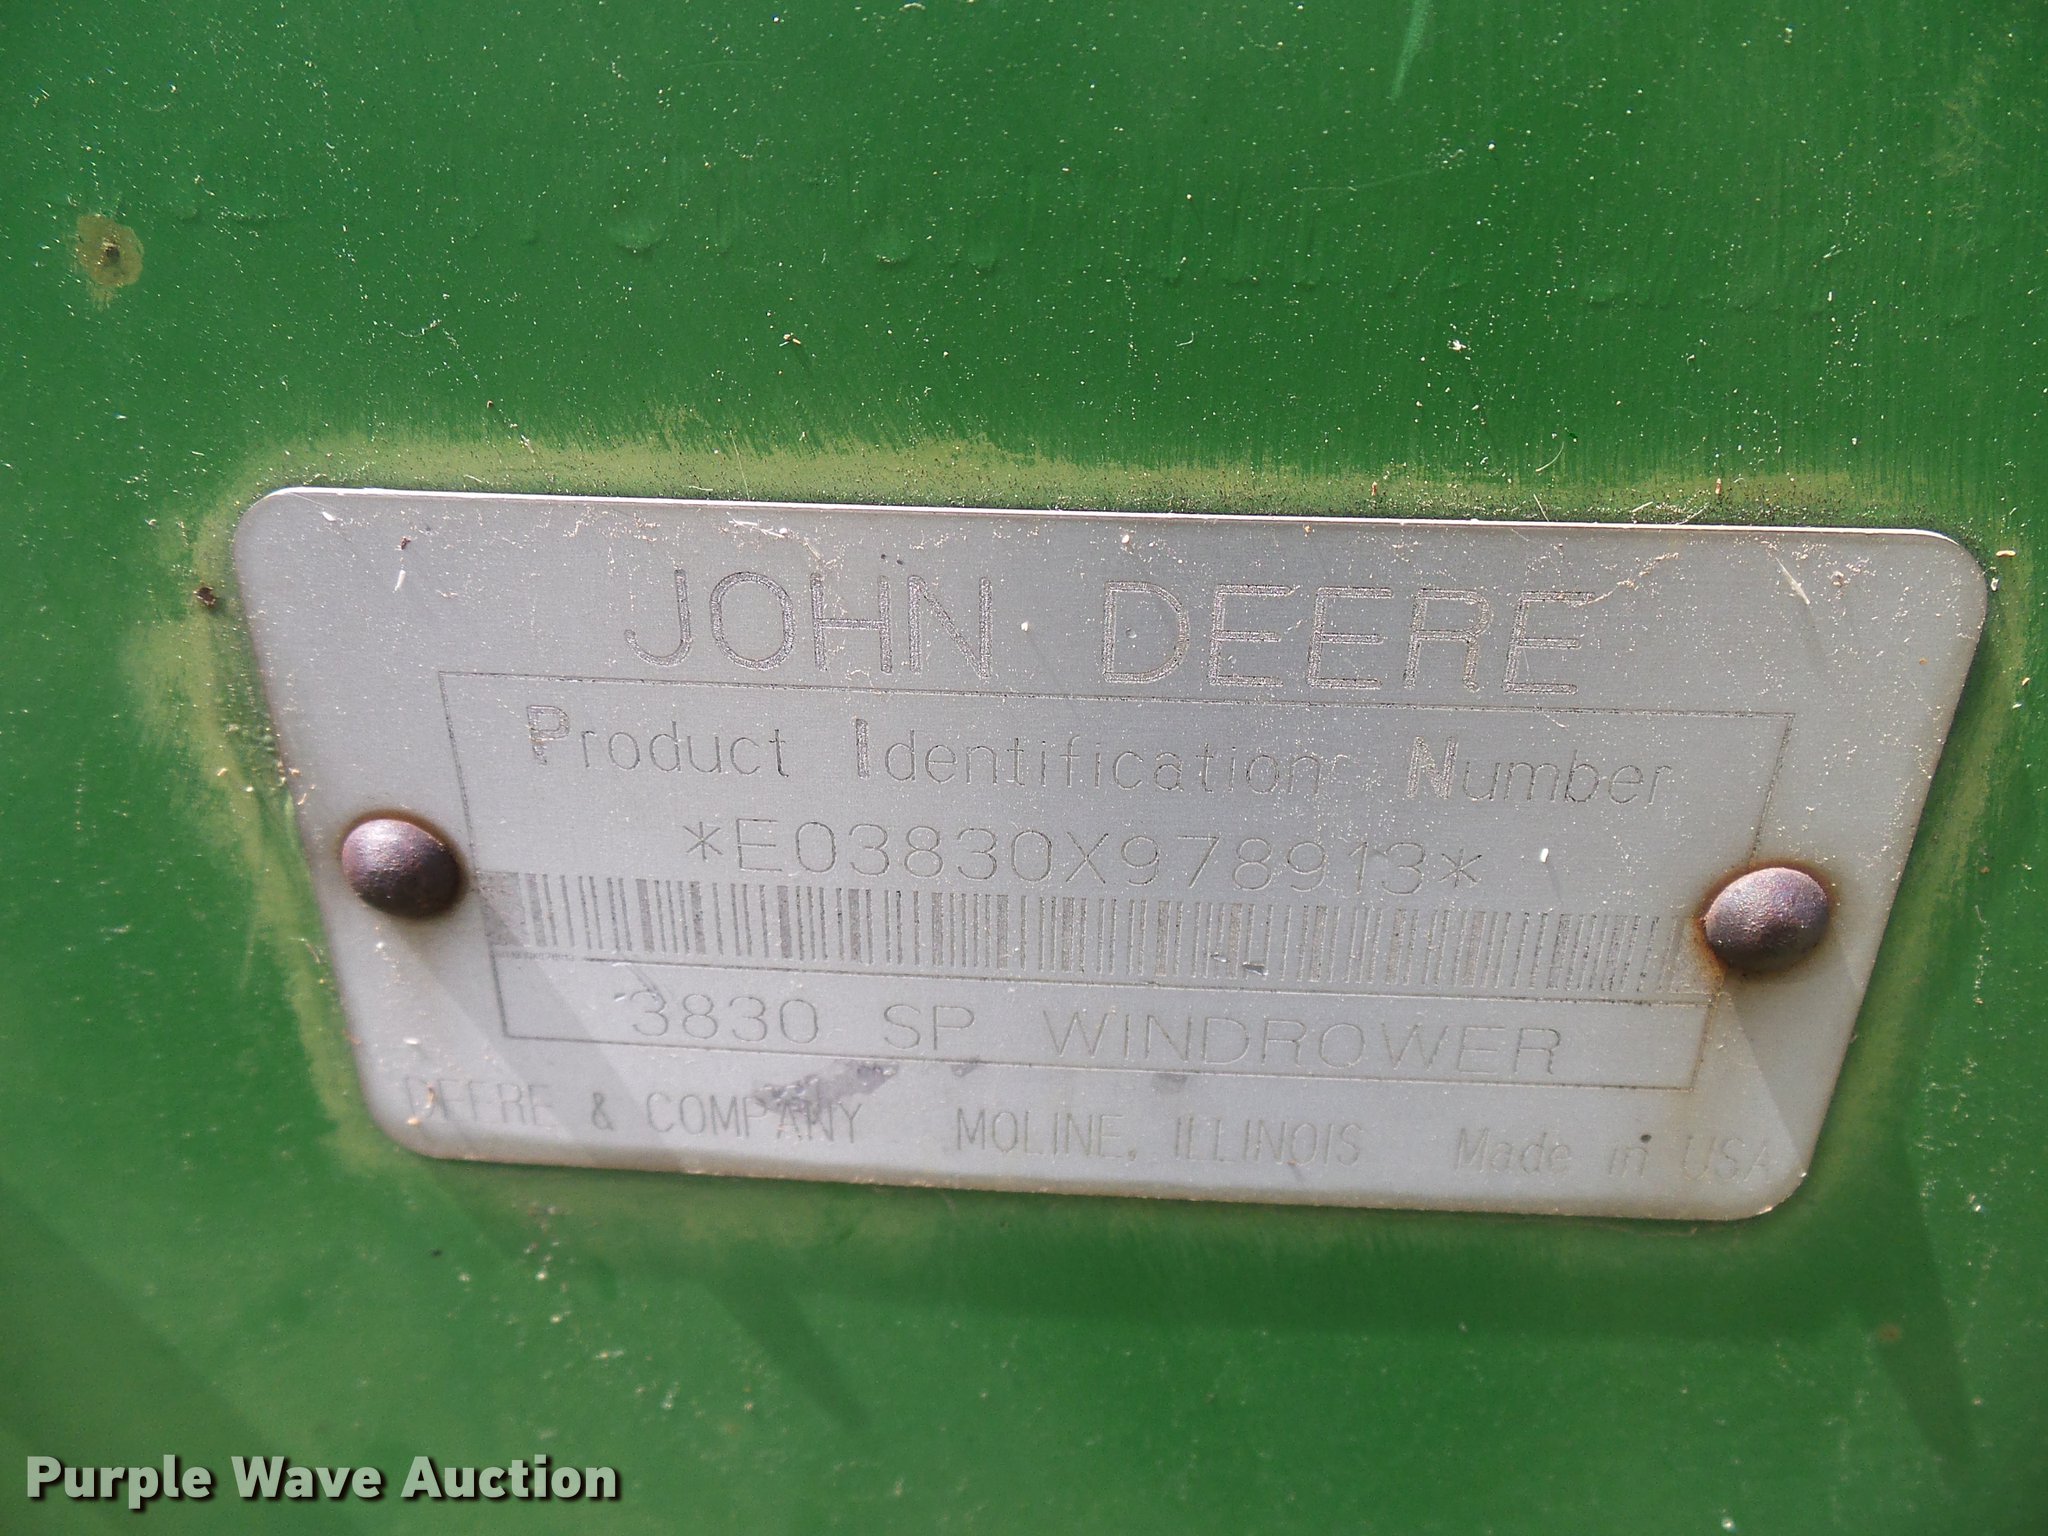 JOHN DEERE
Product Identification Number
*E03830X978913*
3830 SP WINDROWER
DEERE & COMPANY MOLINE, ILLINOIS Made in USA
Purple Wave Auction